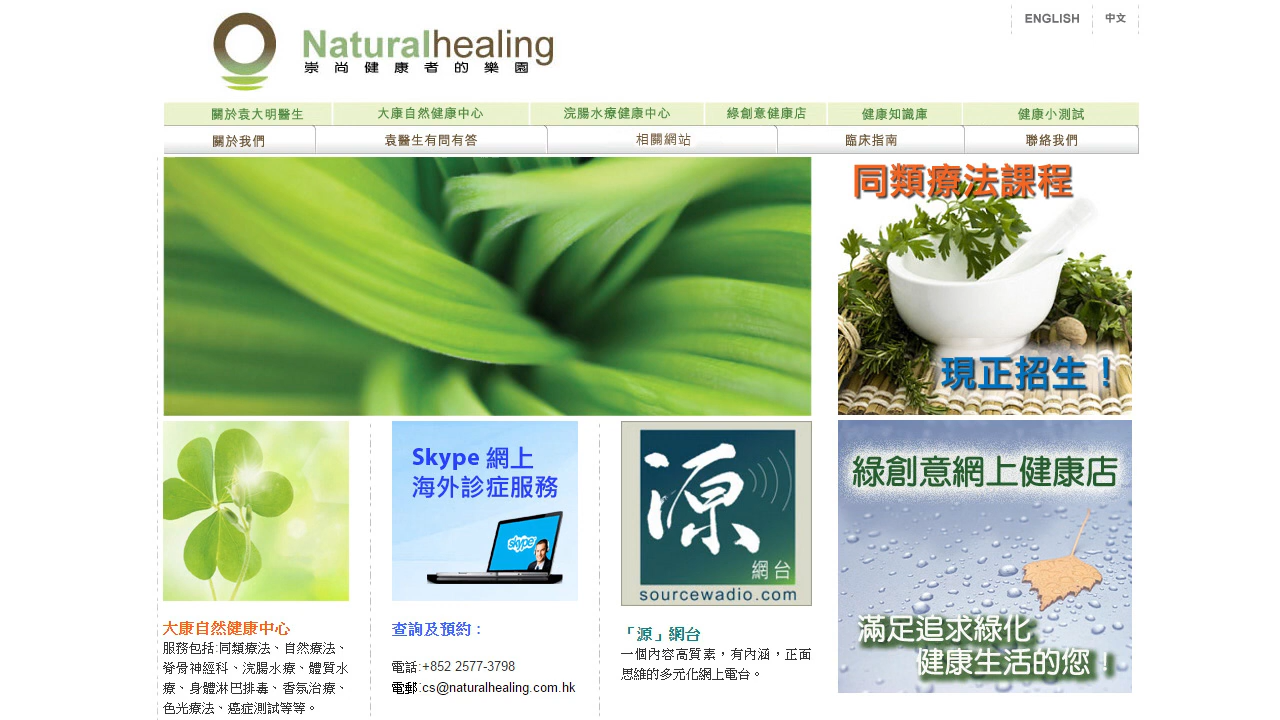 ENGLISH 中文
Naturalhealing
崇尚健康者的樂園
關於袁大明醫生 大康自然健康中心 浣腸水療健康中心 綠創意健康店 健康知識庫 健康小測試
關於我們 袁醫生有問有答 相關網站 臨床指南 聯絡我們
同類療法課程
現正招生！
Skype 網上
海外診症服務
skype
源
網台
sourcewadio.com
綠創意網上健康店
滿足追求綠化
健康生活的您！
大康自然健康中心
服務包括:同類療法、自然療法、
脊骨神經科、浣腸水療、體質水
療、身體淋巴排毒、香氛治療、
色光療法、癌症測試等等。
查詢及預約：
電話:+852 2577-3798
電郵:cs@naturalhealing.com.hk
「源」網台
一個內容高質素，有內涵，正面
思維的多元化網上電台。